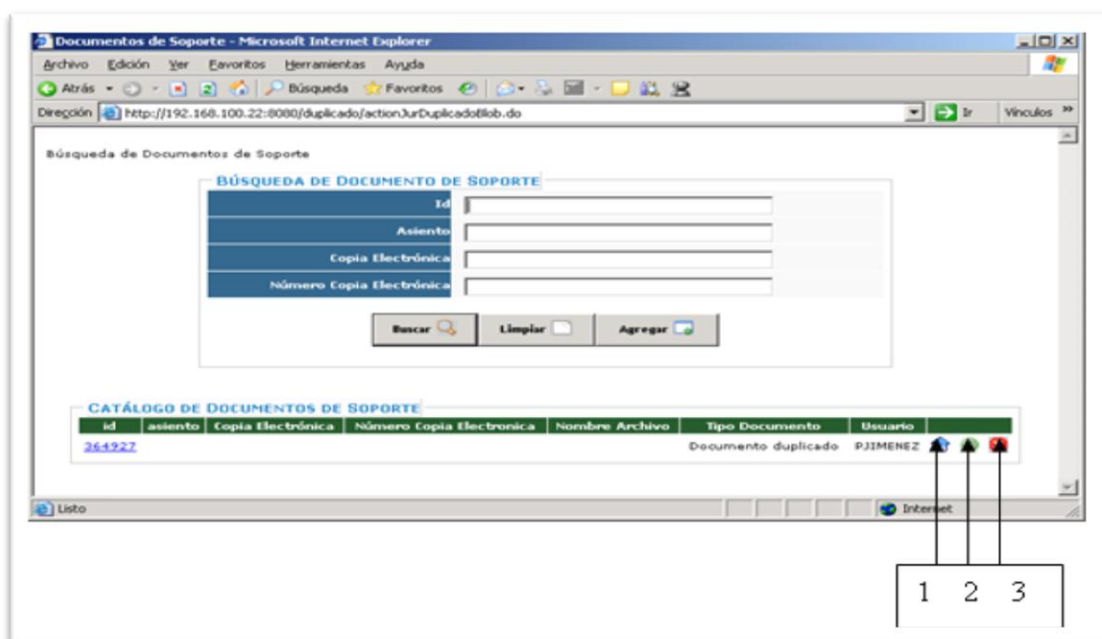 Documentos de Soporte - Microsoft Internet Explorer
Archivo Edición Ver Favoritos Herramientas Ayuda
Atrás Búsqueda Favoritos
Dirección http://192.168.100.22:8080/duplicado/actionJurDuplicadoBlob.do Ir Vínculos »
Búsqueda de Documentos de Soporte
BÚSQUEDA DE DOCUMENTO DE SOPORTE
Id
Asiento
Copia Electrónica
Número Copia Electrónica
Buscar Limpiar Agregar
CATÁLOGO DE DOCUMENTOS DE SOPORTE
id asiento Copia Electrónica Número Copia Electronica Nombre Archivo Tipo Documento Usuario
364927 Documento duplicado PJIMENEZ
Listo Internet
1 2 3